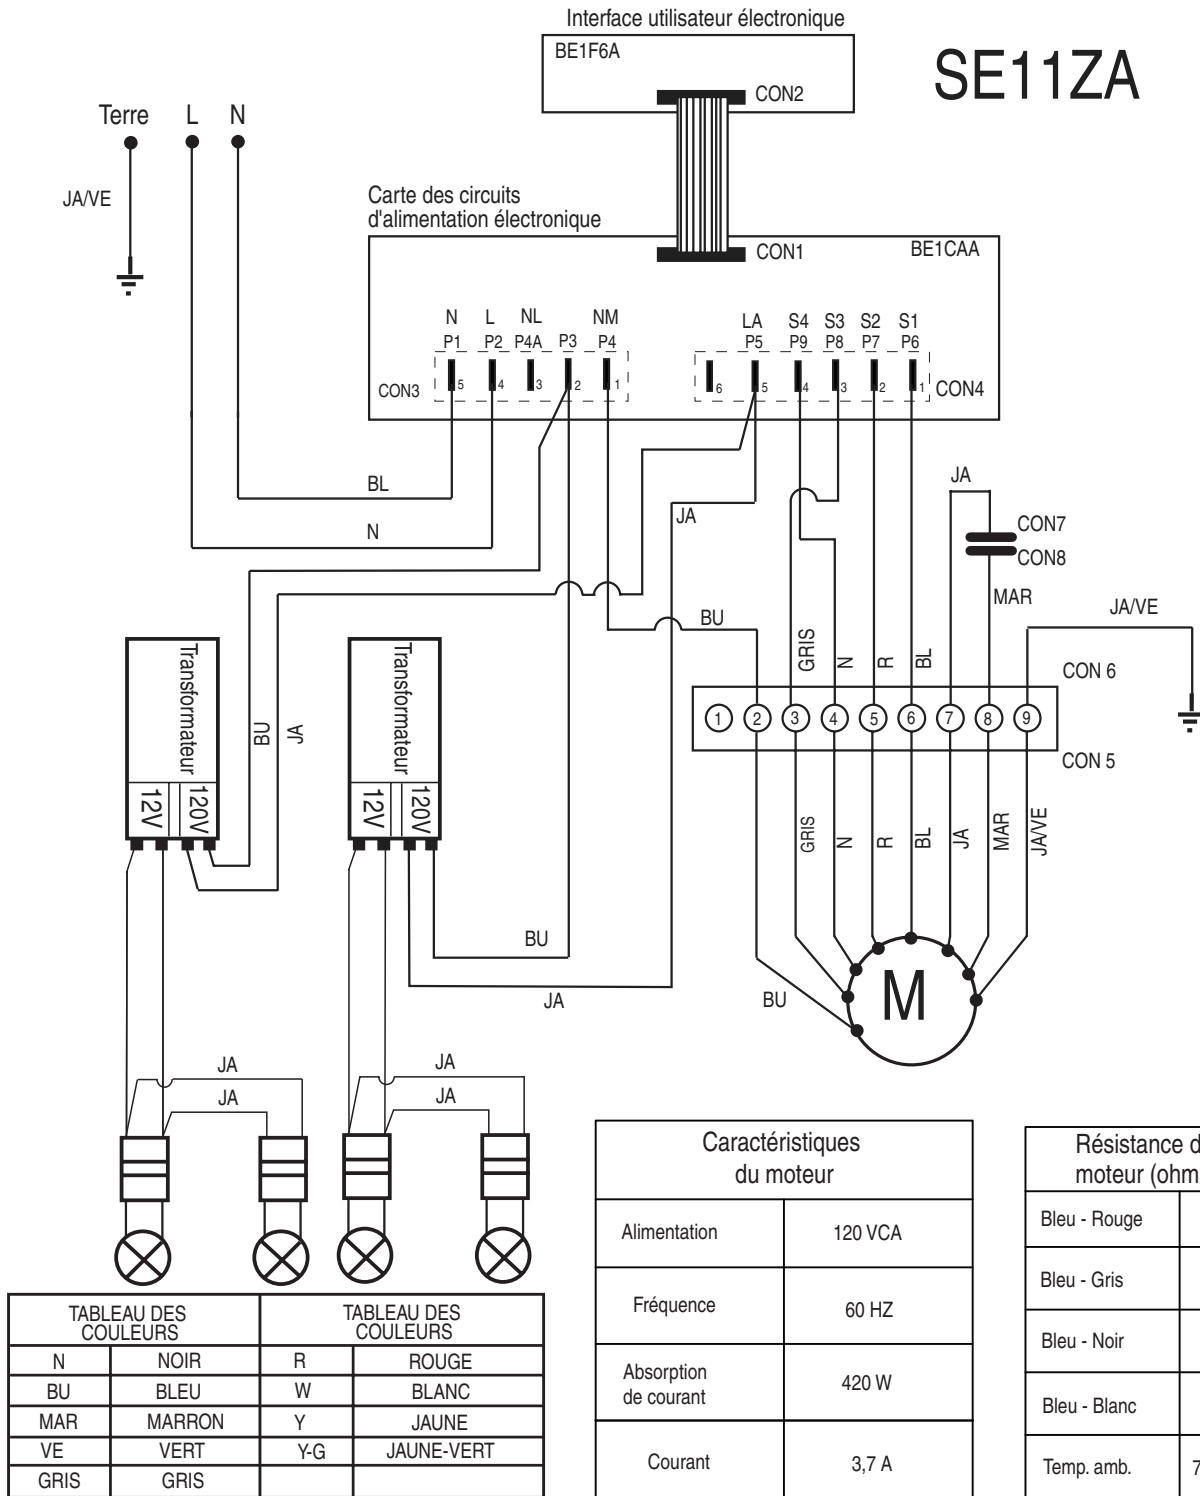 Interface utilisateur électronique
BE1F6A
SE11ZA
CON2
Terre L N
JA/VE
Carte des circuits
d'alimentation électronique
CON1
BE1CAA
N L NL NM
P1 P2 P4A P3 P4
LA S4 S3 S2 S1
P5 P9 P8 P7 P6
CON3
5 4 3 2 1
6 5 4 3 2 1
CON4
BL
N
JA
JA
CON7
CON8
MAR
JA/VE
BU
GRIS
N
R
BL
CON 6
1 2 3 4 5 6 7 8 9
CON 5
Transformateur
12V
120V
BU
JA
Transformateur
12V
120V
GRIS
N
R
BL
JA
MAR
JA/VE
BU
JA
BU
M
JA
JA
JA
JA
Caractéristiques
du moteur
Alimentation 120 VCA
Fréquence 60 HZ
Absorption
de courant
420 W
Courant 3,7 A
Résistance d
moteur (ohm
Bleu - Rouge
Bleu - Gris
Bleu - Noir
Bleu - Blanc
Temp. amb. 7
TABLEAU DES
COULEURS
TABLEAU DES
COULEURS
N NOIR R ROUGE
BU BLEU W BLANC
MAR MARRON Y JAUNE
VE VERT Y-G JAUNE-VERT
GRIS GRIS